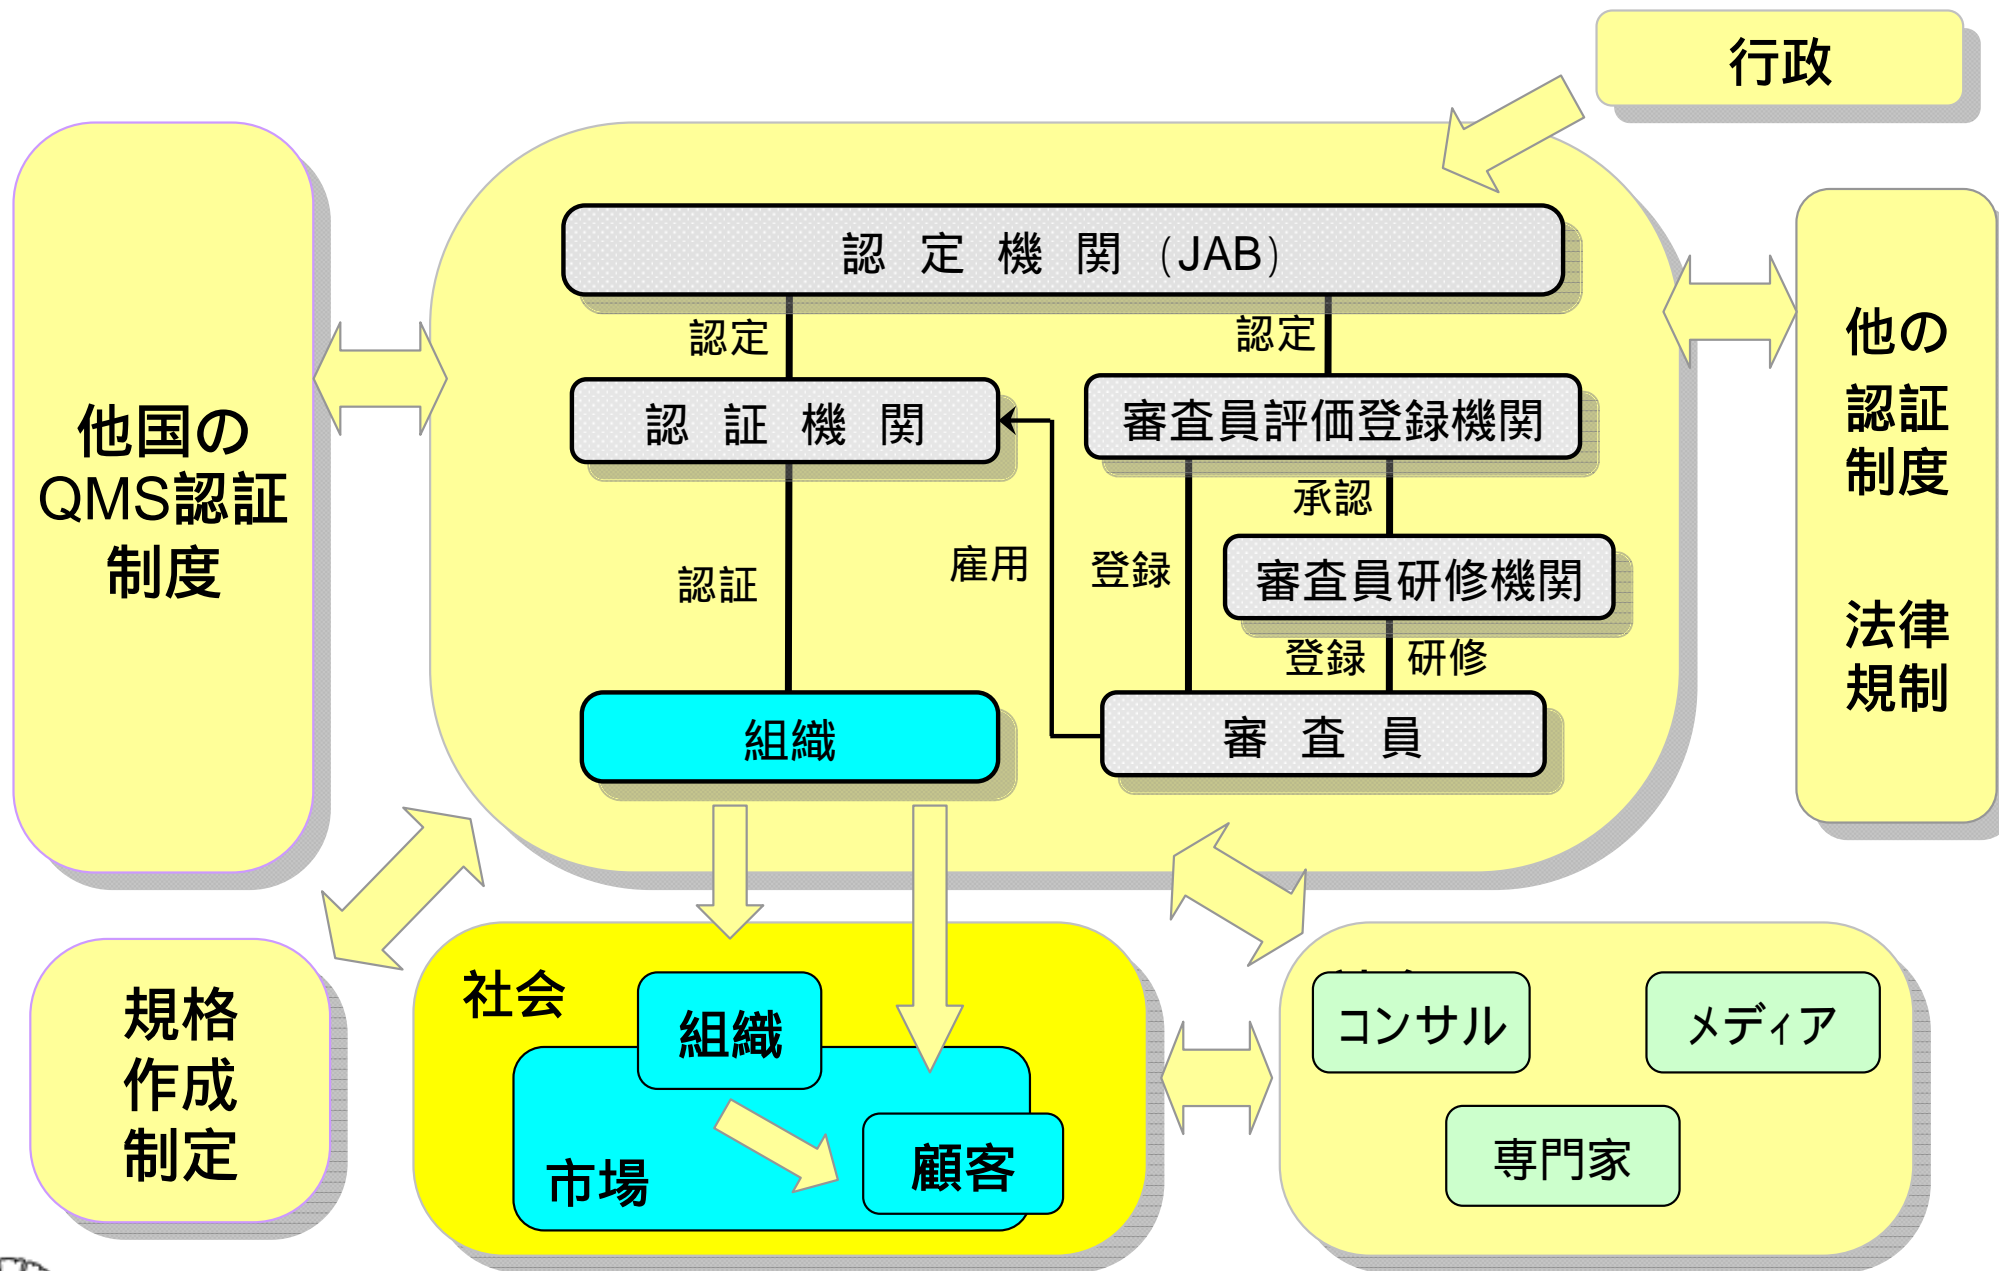 行政
認 定 機 関 (JAB)
認定
認定
認 証 機 関
審査員評価登録機関
承認
審査員研修機関
認証
雇用
登録
登録
研修
組織
審 査 員
他国の
QMS認証
制度
他の
認証
制度
法律
規制
規格
作成
制定
社会
組織
市場
顧客
コンサル
メディア
専門家